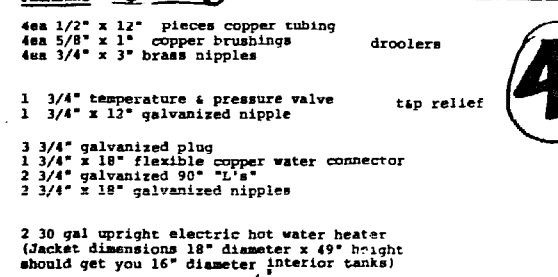 4ea 1/2" x 12" pieces copper tubing
4ea 5/8" x 1" copper brushings droolers
4ea 3/4" x 3" brass nipples
1 3/4" temperature & pressure valve t&p relief
1 3/4" x 12" galvanized nipple
4
3 3/4" galvanized plug
1 3/4" x 18" flexible copper water connector
2 3/4" galvanized 90° "L's"
2 3/4" x 18" galvanized nipples
2 30 gal upright electric hot water heater
(Jacket dimensions 18" diameter x 49" height
should get you 16" diameter interior tanks)